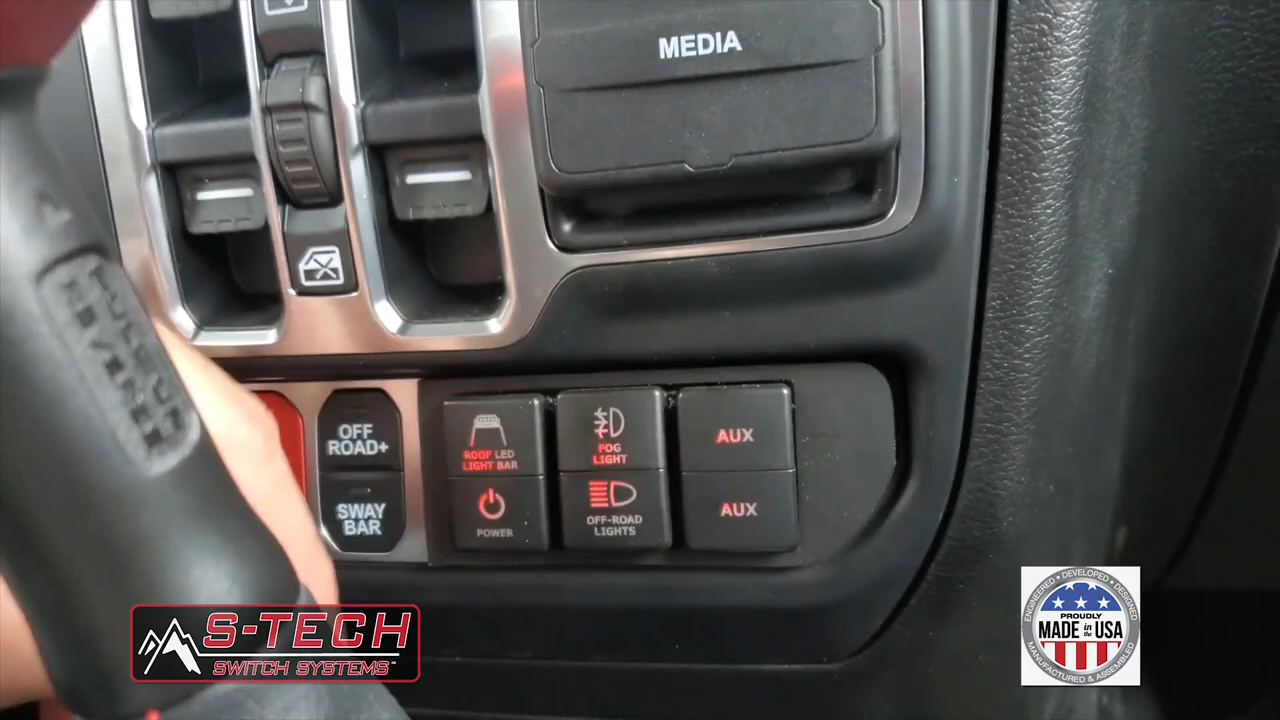 MEDIA
OFF
ROAD+
SWAY
BAR
ROOF LED
LIGHT BAR
POWER
FOG
LIGHT
OFF-ROAD
LIGHTS
AUX
AUX
S-TECH
SWITCH SYSTEMS™
ENGINEERED • DEVELOPED • DESIGNED
PROUDLY
MADE in the USA
MANUFACTURED & ASSEMBLED